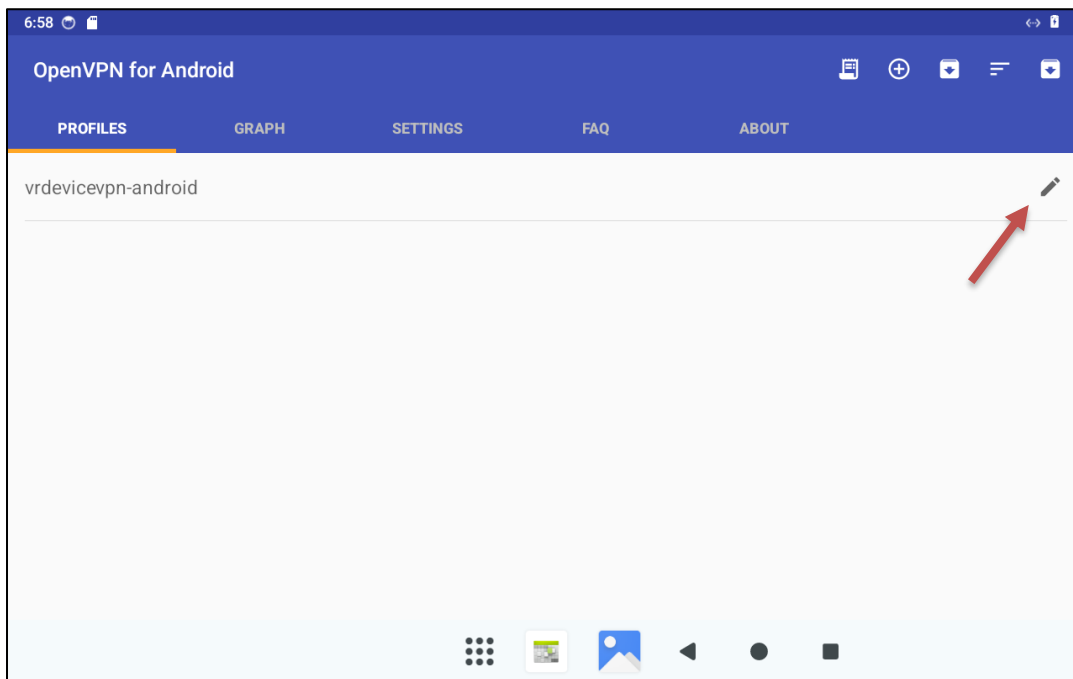 6:58
OpenVPN for Android
PROFILES GRAPH SETTINGS FAQ ABOUT
vrdevicevpn-android